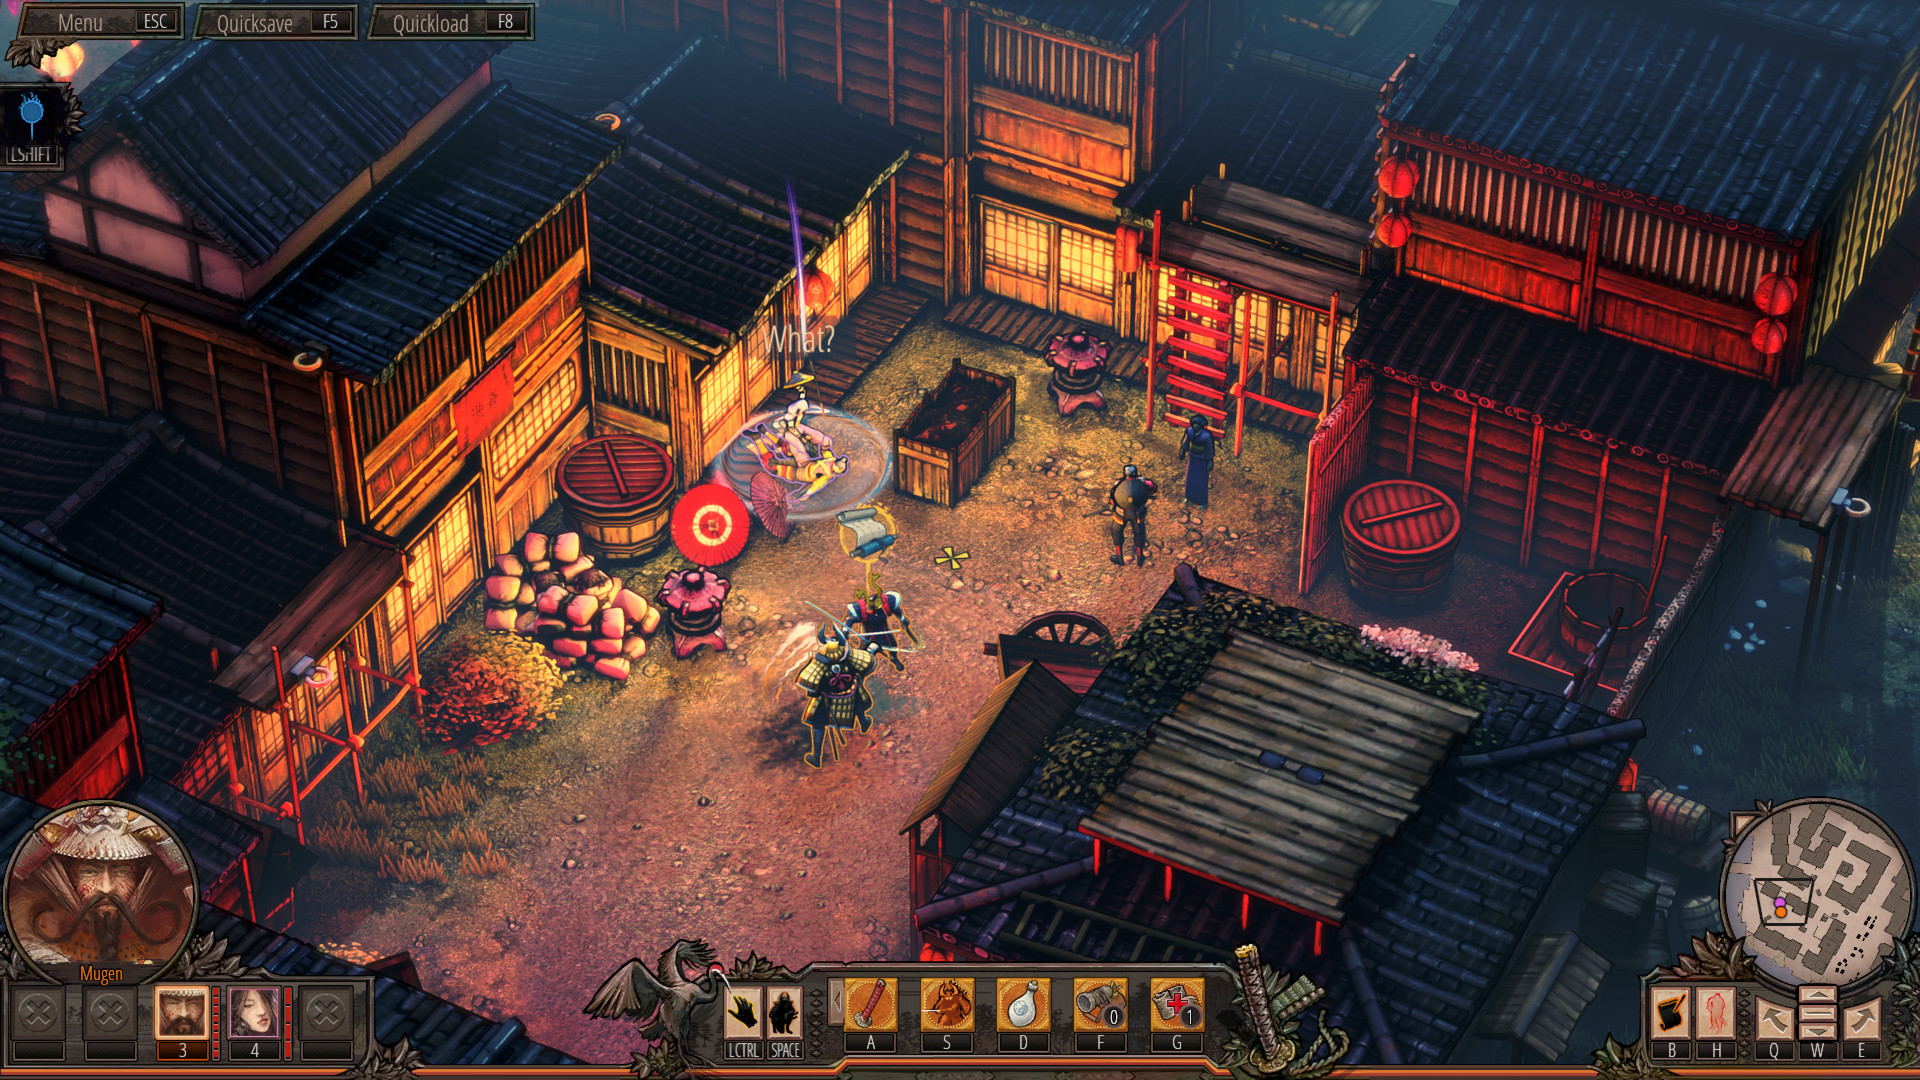 Menu ESC
Quicksave F5
Quickload F8
LSHIFT
What?
Mugen
3
4
LCTRL
SPACE
A
S
D
0
F
1
G
B
H
Q
W
E